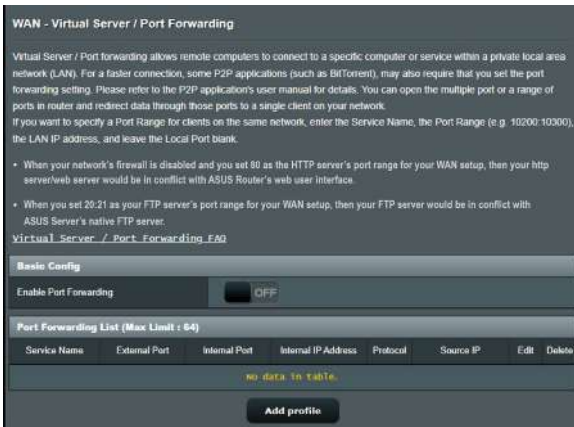 WAN - Virtual Server / Port Forwarding
Virtual Server / Port forwarding allows remote computers to connect to a specific computer or service within a private local area
network (LAN). For a faster connection, some P2P applications (such as BitTorrent), may also require that you set the port
forwarding setting. Please refer to the P2P application's user manual for details. You can open the multiple port or a range of
ports in router and redirect data through those ports to a single client on your network.
If you want to specify a Port Range for clients on the same network, enter the Service Name, the Port Range (e.g. 10200:10300),
the LAN IP address, and leave the Local Port blank.
• When your network's firewall is disabled and you set 80 as the HTTP server's port range for your WAN setup, then your http
server/web server would be in conflict with ASUS Router's web user interface.
• When you set 20:21 as your FTP server's port range for your WAN setup, then your FTP server would be in conflict with
ASUS Server's native FTP server.
Virtual Server / Port Forwarding FAQ
Basic Config
Enable Port Forwarding OFF
Port Forwarding List (Max Limit : 64)
Service Name External Port Internal Port Internal IP Address Protocol Source IP Edit Delete
No data in table.
Add profile